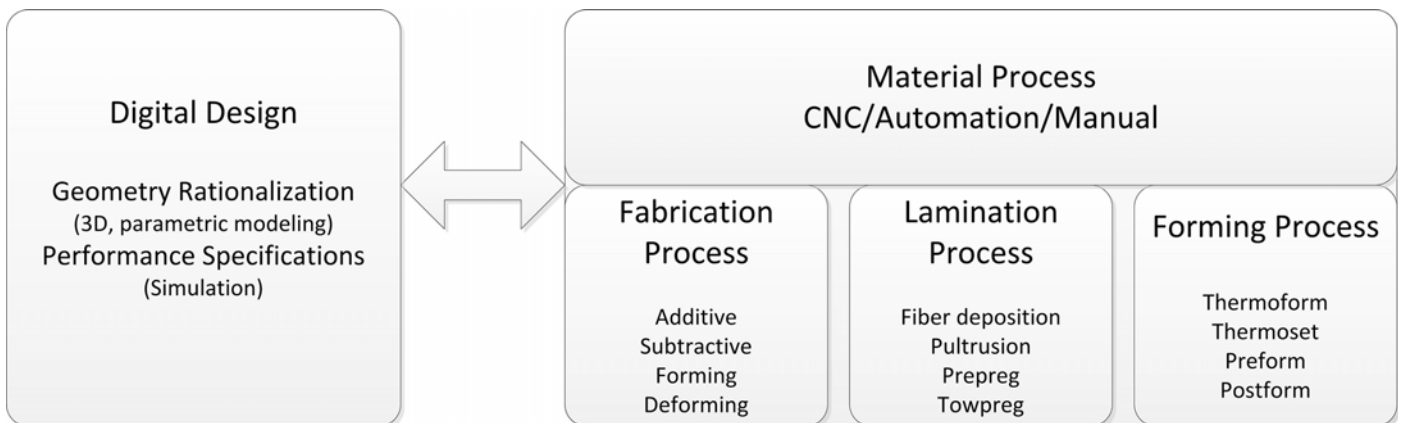 Digital Design
Geometry Rationalization
(3D, parametric modeling)
Performance Specifications
(Simulation)
Material Process
CNC/Automation/Manual
Fabrication
Process
Additive
Subtractive
Forming
Deforming
Lamination
Process
Fiber deposition
Pultrusion
Prepreg
Towpreg
Forming Process
Thermoform
Thermoset
Preform
Postform